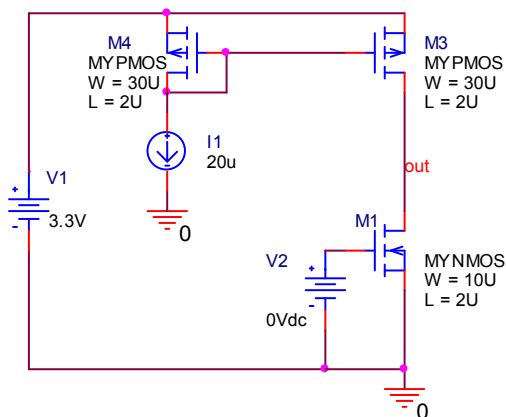 M4
MYPMOS
W = 30U
L = 2U
M3
MYPMOS
W = 30U
L = 2U
I1
20u
0
V1
3.3V
out
M1
MYNMOS
W = 10U
L = 2U
V2
0Vdc
0